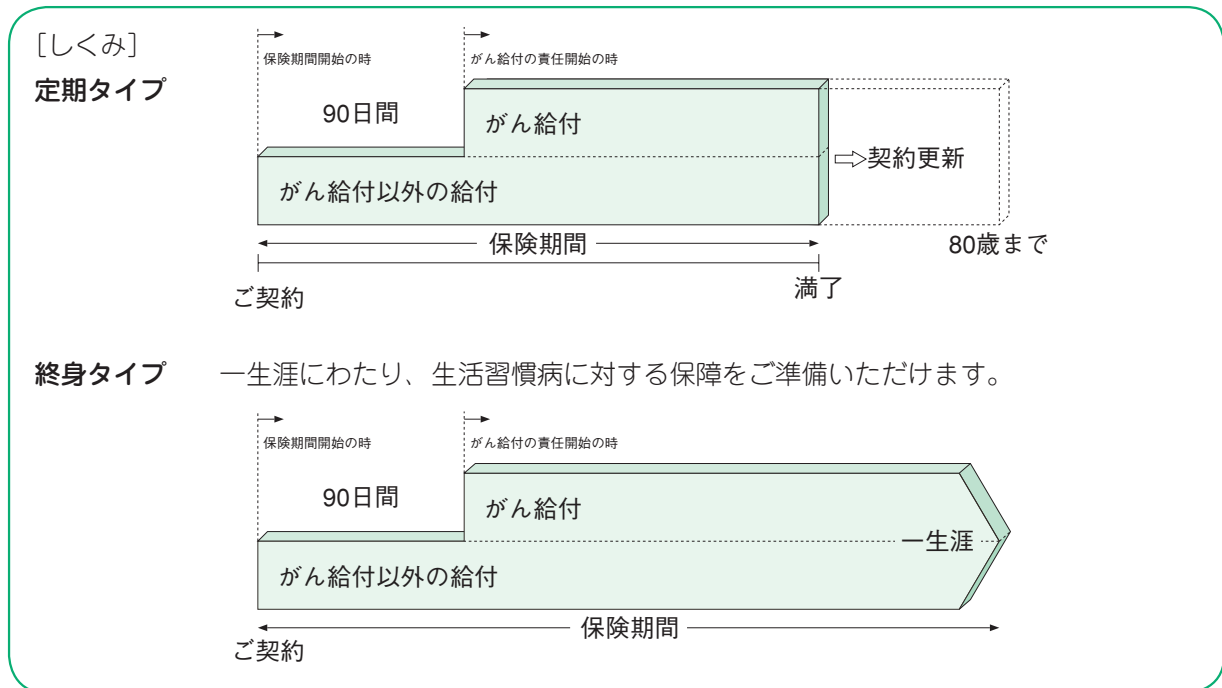 ［しくみ］
定期タイプ
保険期間開始の時
がん給付の責任開始の時
90日間
がん給付
がん給付以外の給付
⇨契約更新
保険期間
80歳まで
ご契約
満了
終身タイプ 一生涯にわたり、生活習慣病に対する保障をご準備いただけます。
保険期間開始の時
がん給付の責任開始の時
90日間
がん給付
一生涯
がん給付以外の給付
保険期間
ご契約